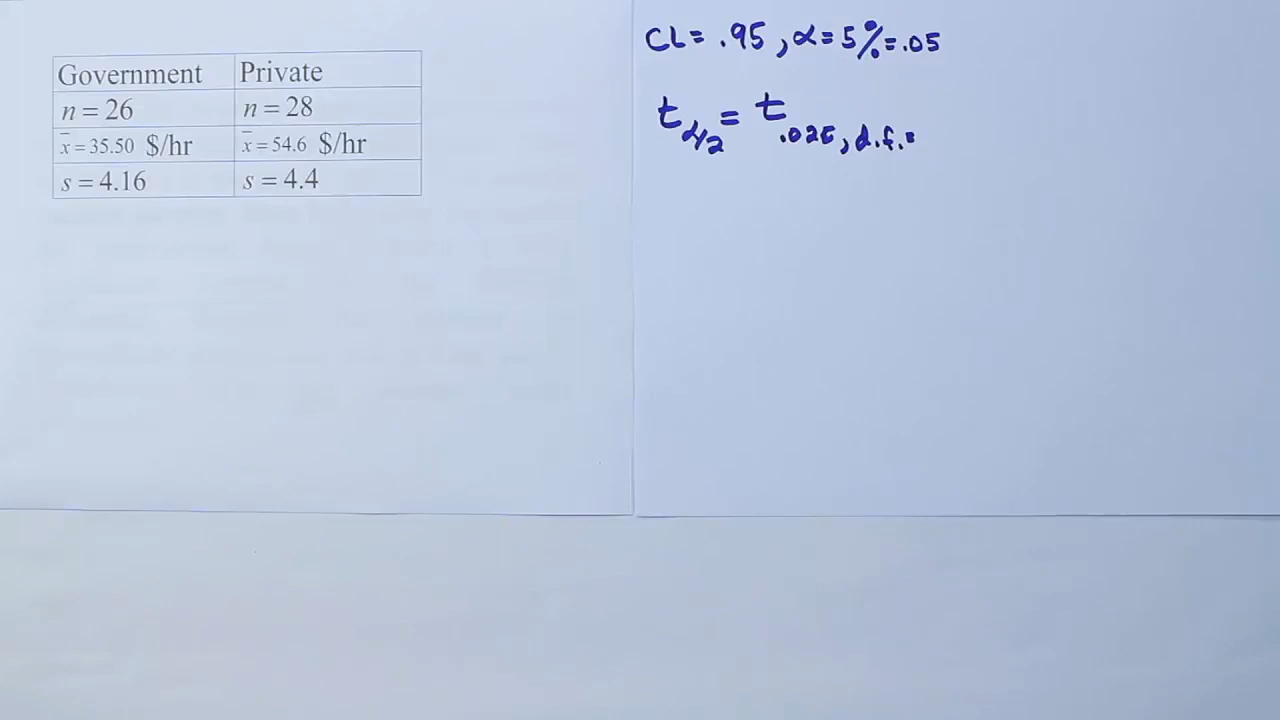 Government Private
n = 26 n = 28
x̄ = 35.50 $/hr x̄ = 54.6 $/hr
s = 4.16 s = 4.4
CL = .95, α = 5% = .05
t α/2 = t .025, d.f. =